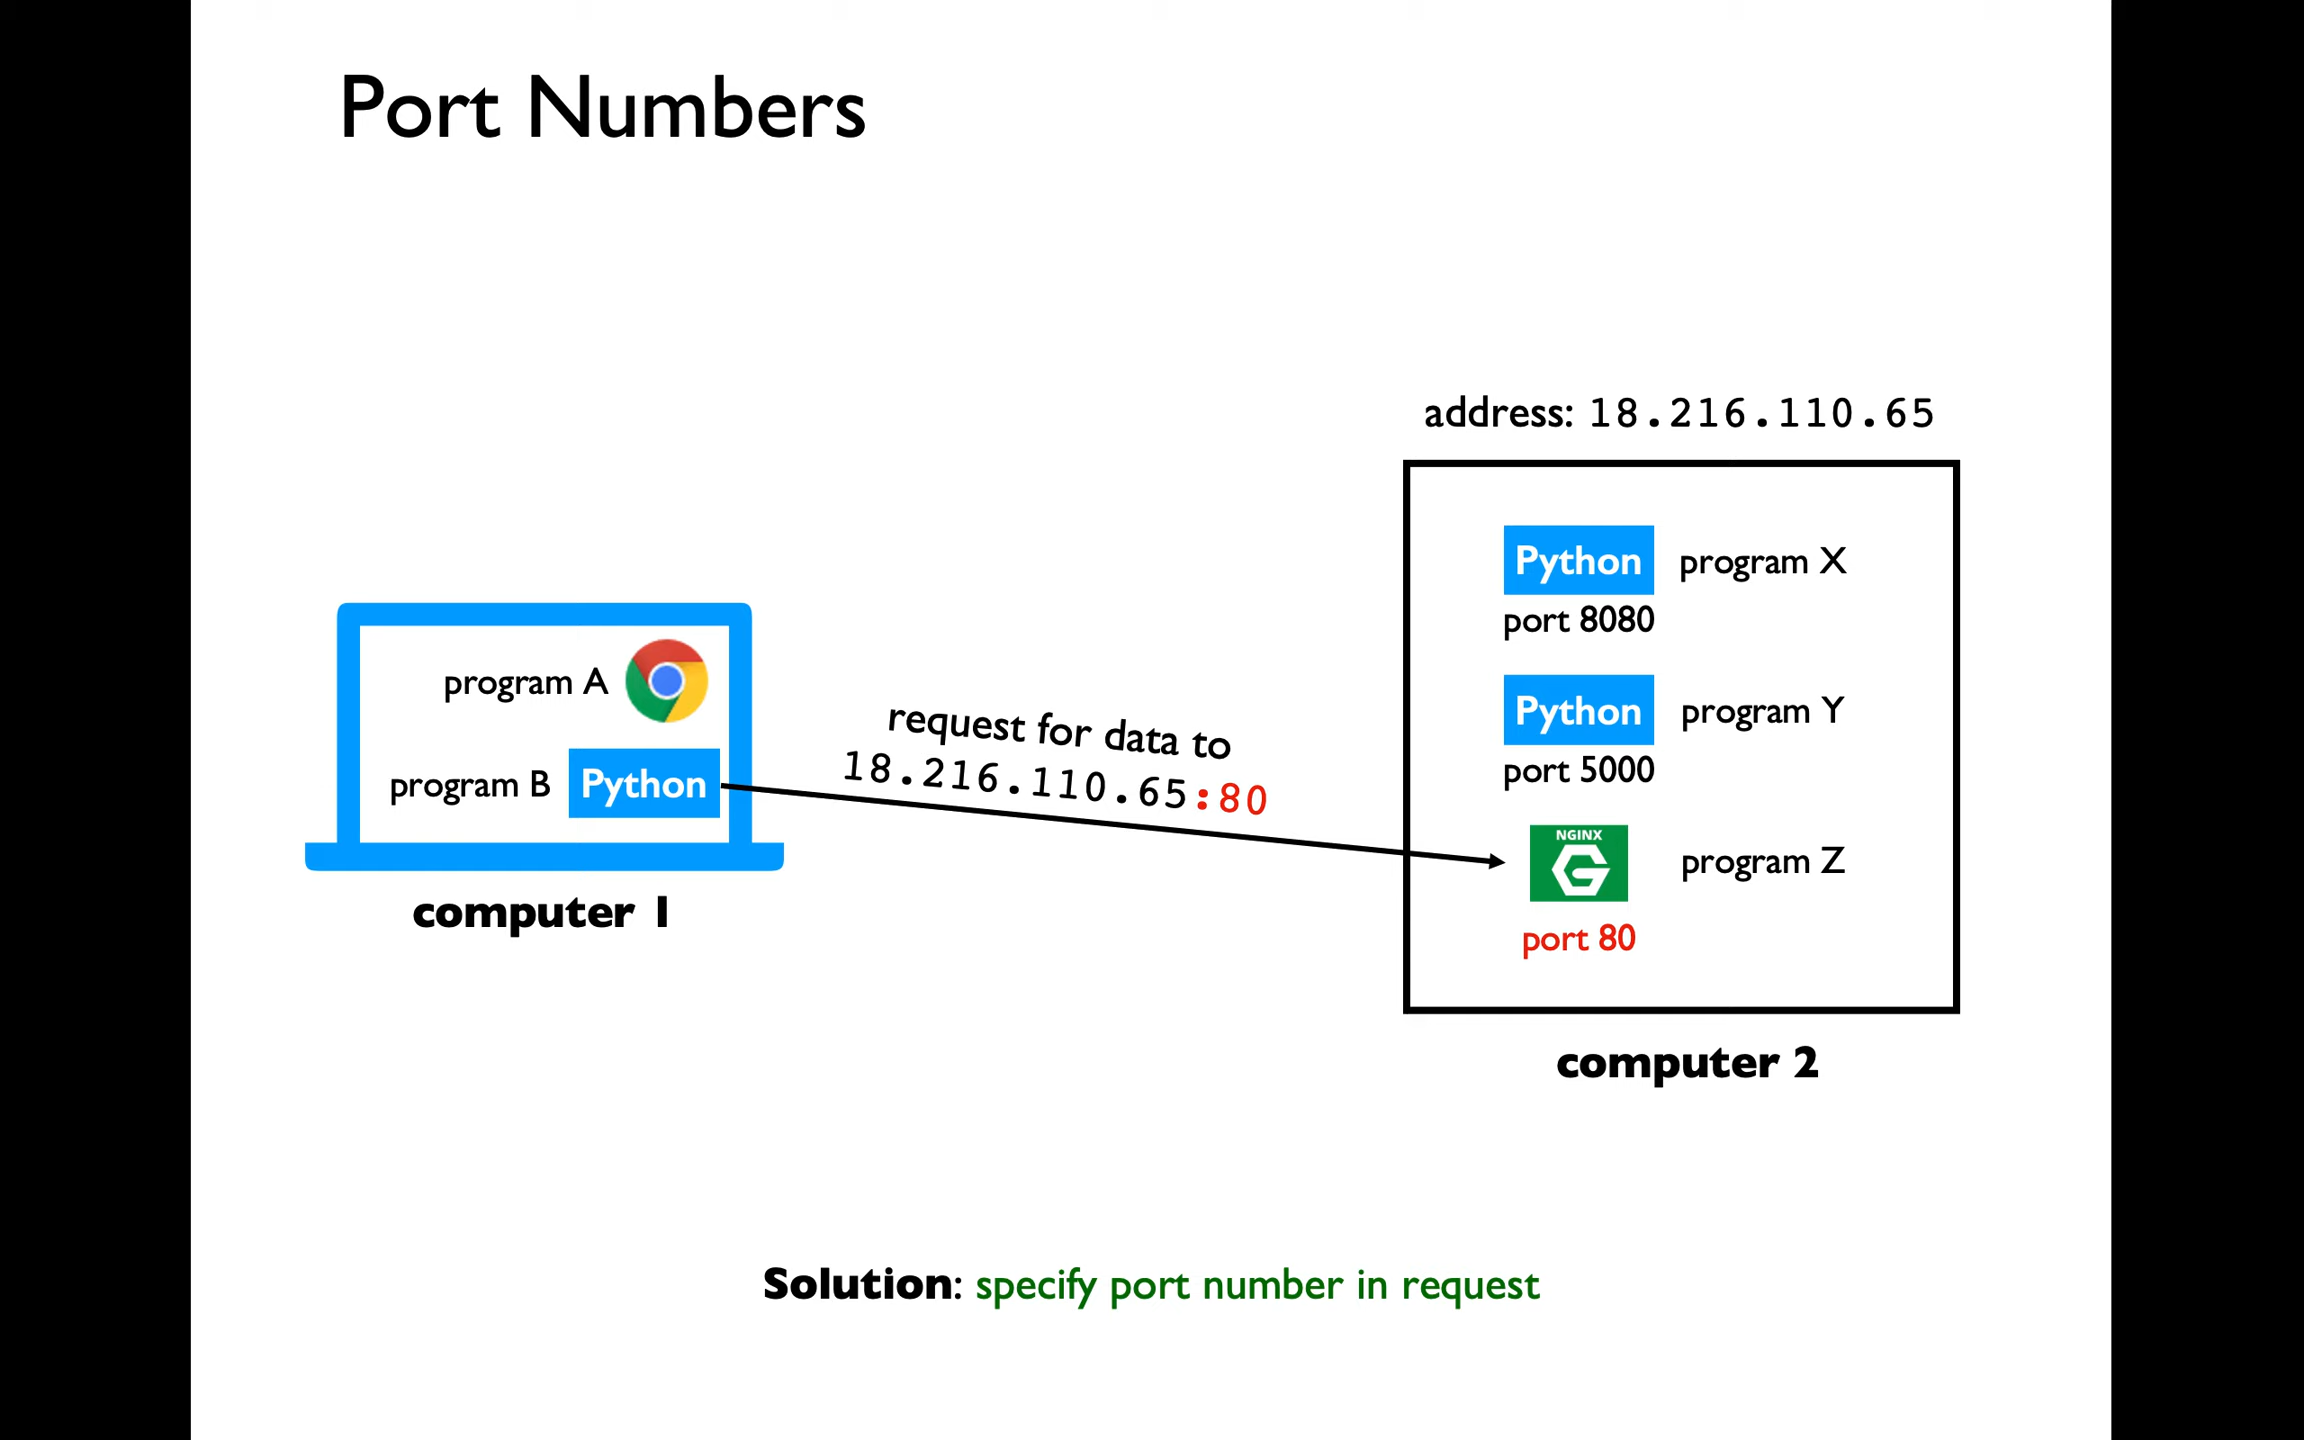 Port Numbers
address: 18.216.110.65
Python program X
port 8080
Python program Y
port 5000
NGINX
program Z
port 80
computer 2
program A
program B Python
computer 1
request for data to
18.216.110.65:80
Solution: specify port number in request